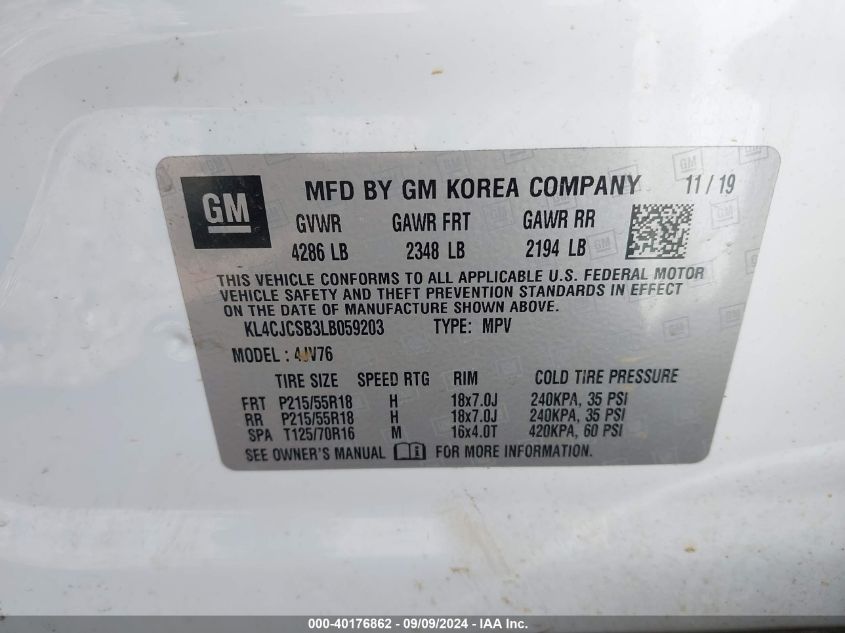 GM
MFD BY GM KOREA COMPANY 11/19
GVWR GAWR FRT GAWR RR
4286 LB 2348 LB 2194 LB
THIS VEHICLE CONFORMS TO ALL APPLICABLE U.S. FEDERAL MOTOR
VEHICLE SAFETY AND THEFT PREVENTION STANDARDS IN EFFECT
ON THE DATE OF MANUFACTURE SHOWN ABOVE.
KL4CJCSB3LB059203 TYPE: MPV
MODEL : 4JV76
TIRE SIZE SPEED RTG RIM COLD TIRE PRESSURE
FRT P215/55R18 H 18x7.0J 240KPA, 35 PSI
RR P215/55R18 H 18x7.0J 240KPA, 35 PSI
SPA T125/70R16 M 16x4.0T 420KPA, 60 PSI
SEE OWNER'S MANUAL FOR MORE INFORMATION.
000-40176862 - 09/09/2024 - IAA Inc.